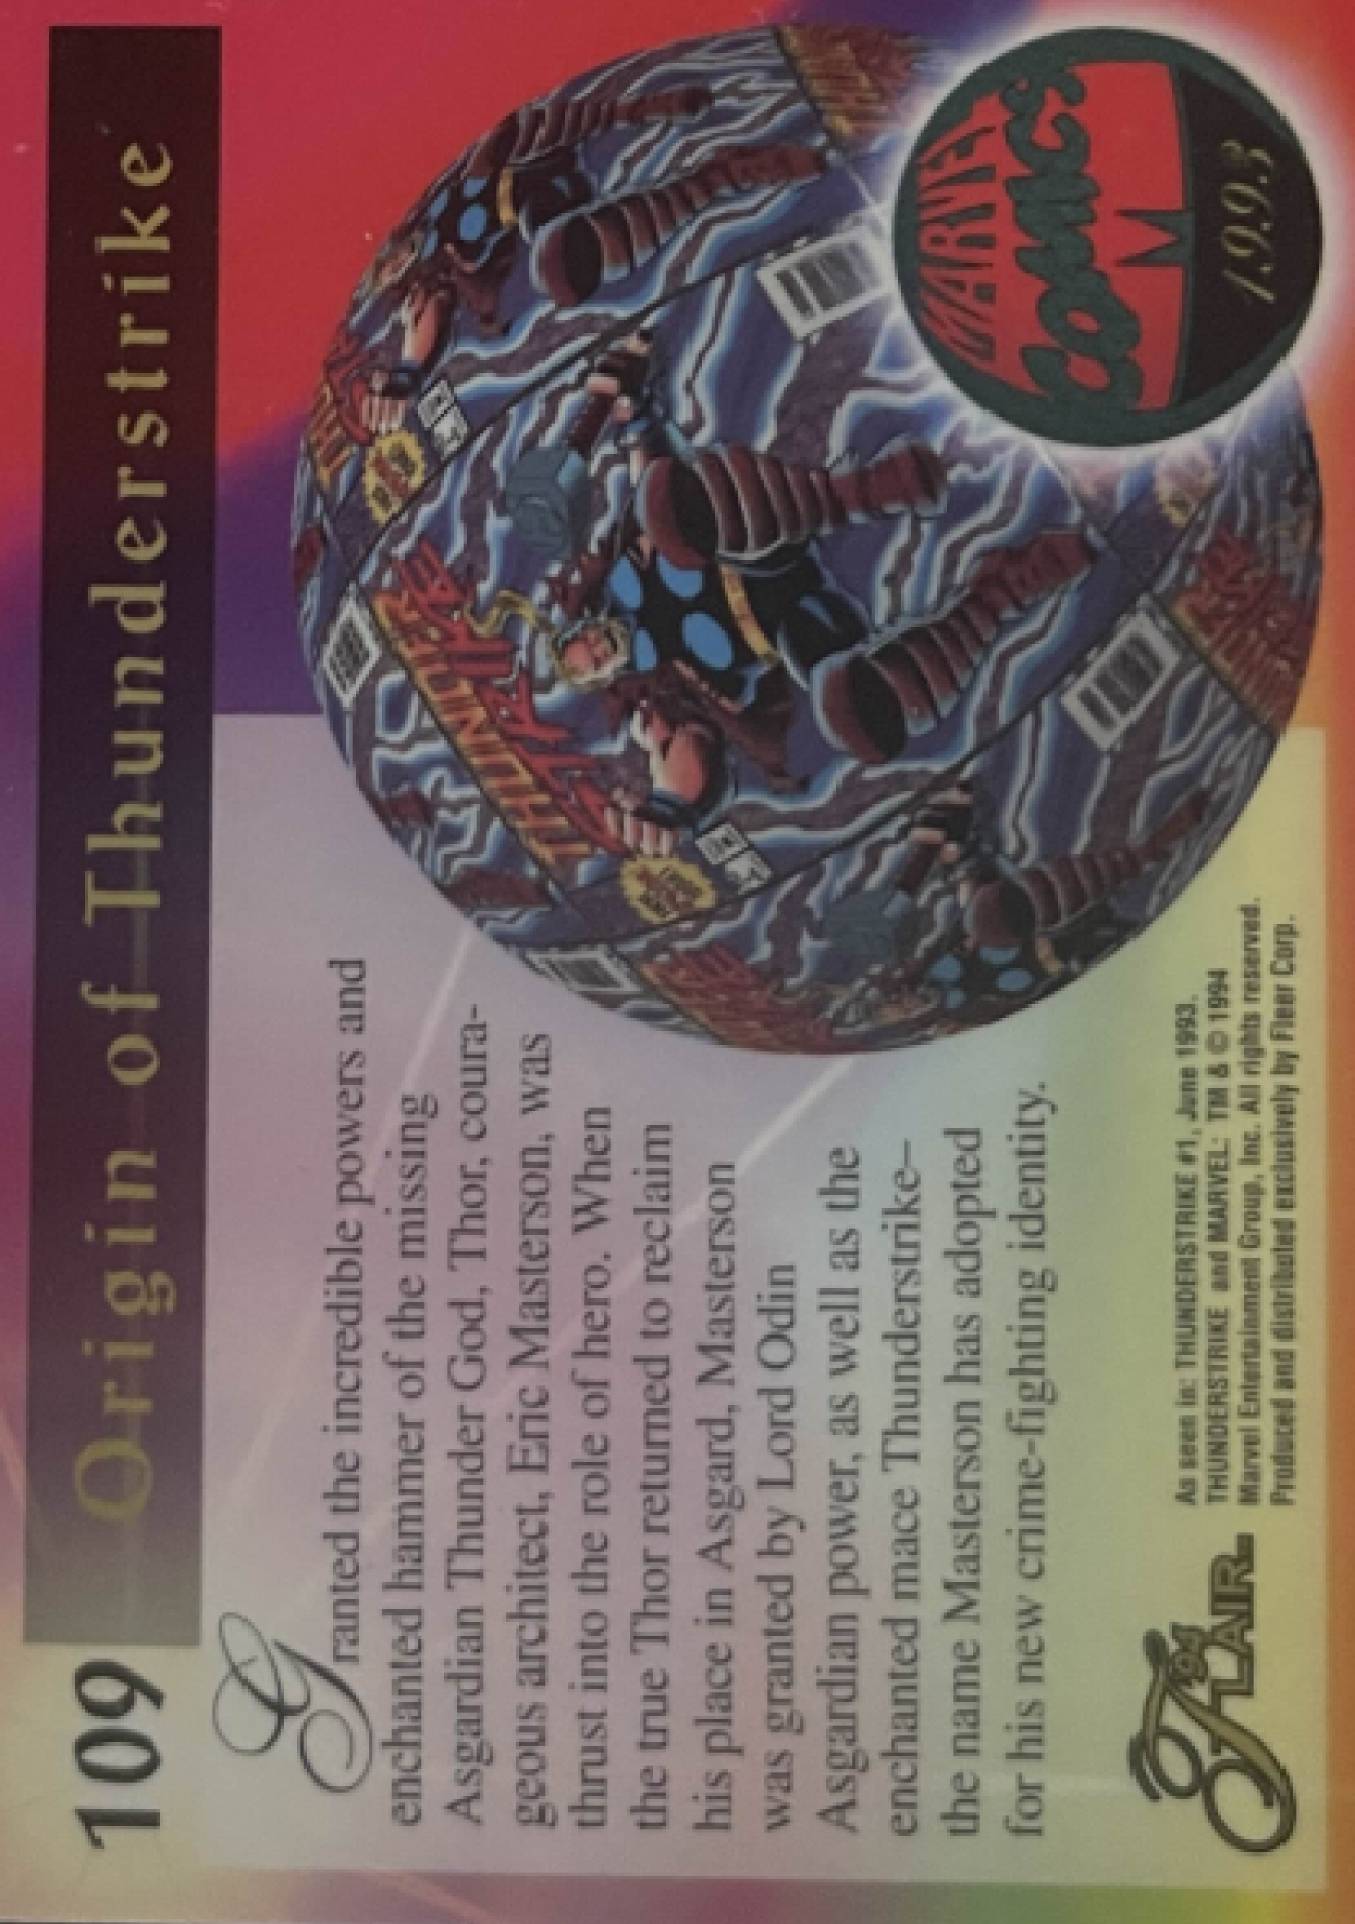 109
Origin of Thunderstrike
Granted the incredible powers and
enchanted hammer of the missing
Asgardian Thunder God, Thor, coura-
geous architect, Eric Masterson, was
thrust into the role of hero. When
the true Thor returned to reclaim
his place in Asgard, Masterson
was granted by Lord Odin
Asgardian power, as well as the
enchanted mace Thunderstrike–
the name Masterson has adopted
for his new crime-fighting identity.
THUNDER
STRIKE
MARVEL
COMICS
M
1993
'94
FLAIR
As seen in: THUNDERSTRIKE #1, June 1993.
THUNDERSTRIKE and MARVEL: TM & © 1994
Marvel Entertainment Group, Inc. All rights reserved.
Produced and distributed exclusively by Fleer Corp.